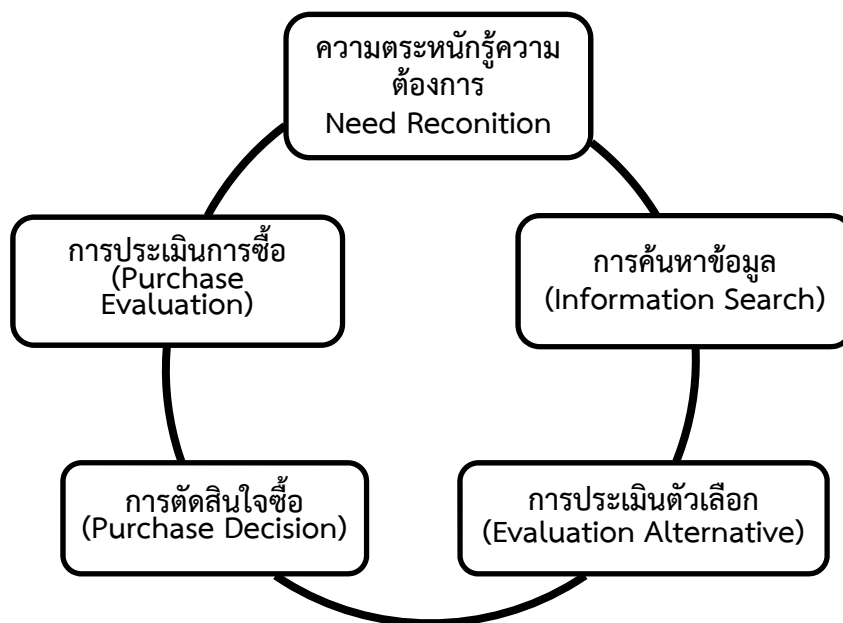 ความตระหนักรู้ความ
ต้องการ
Need Reconition
การค้นหาข้อมูล
(Information Search)
การประเมินตัวเลือก
(Evaluation Alternative)
การตัดสินใจซื้อ
(Purchase Decision)
การประเมินการซื้อ
(Purchase
Evaluation)